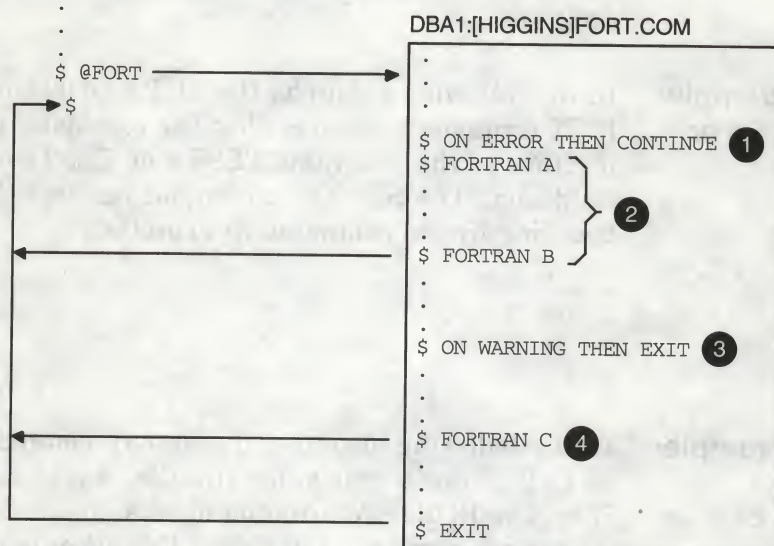 DBA1:[HIGGINS]FORT.COM
$ @FORT
$
$ ON ERROR THEN CONTINUE 1
$ FORTRAN A
2
$ FORTRAN B
$ ON WARNING THEN EXIT 3
$ FORTRAN C 4
$ EXIT